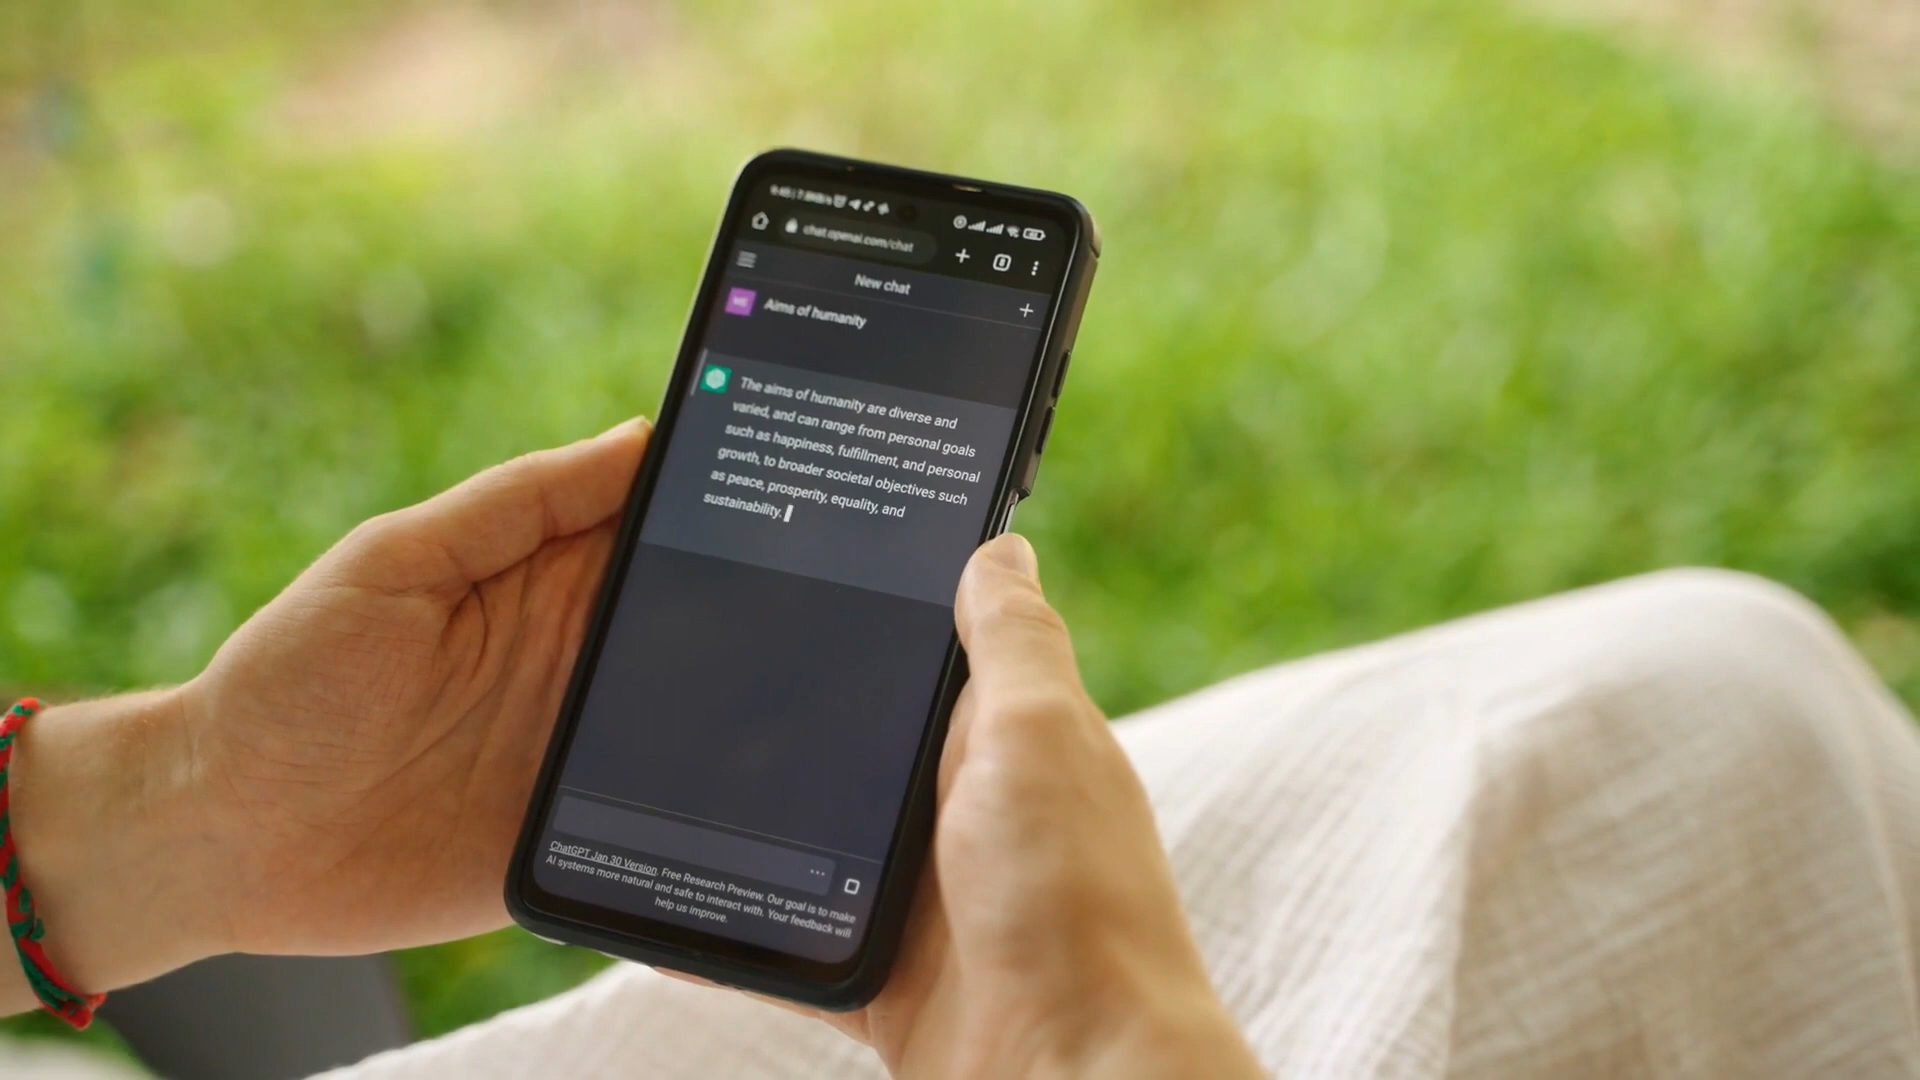 chat.openai.com/chat
New chat
ME
Aims of humanity
The aims of humanity are diverse and
varied, and can range from personal goals
such as happiness, fulfillment, and personal
growth, to broader societal objectives such
as peace, prosperity, equality, and
sustainability.
ChatGPT Jan 30 Version. Free Research Preview. Our goal is to make
AI systems more natural and safe to interact with. Your feedback will
help us improve.